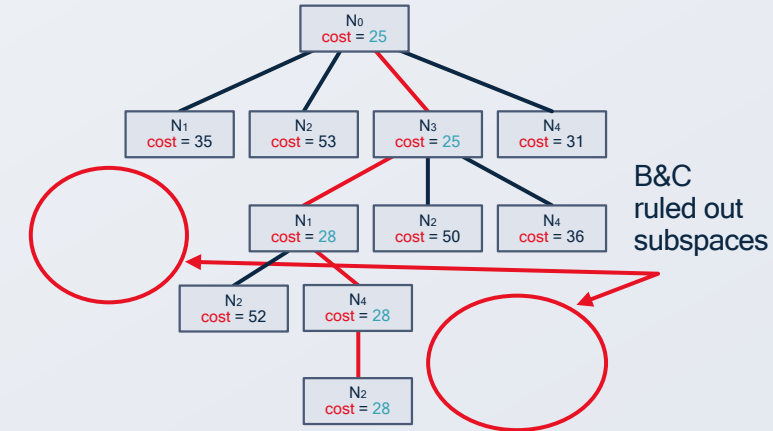 N₀
cost = 25
N₁
cost = 35
N₂
cost = 53
N₃
cost = 25
N₄
cost = 31
B&C
ruled out
subspaces
N₁
cost = 28
N₂
cost = 50
N₄
cost = 36
N₂
cost = 52
N₄
cost = 28
N₂
cost = 28